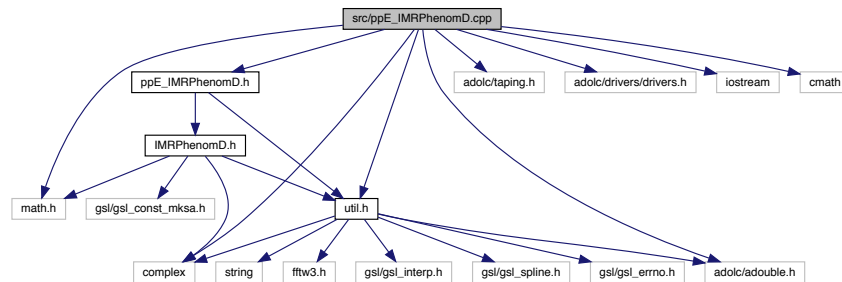 src/ppE_IMRPhenomD.cpp
ppE_IMRPhenomD.h
adolc/taping.h
adolc/drivers/drivers.h
iostream
cmath
IMRPhenomD.h
math.h
gsl/gsl_const_mksa.h
util.h
complex
string
fftw3.h
gsl/gsl_interp.h
gsl/gsl_spline.h
gsl/gsl_errno.h
adolc/adouble.h